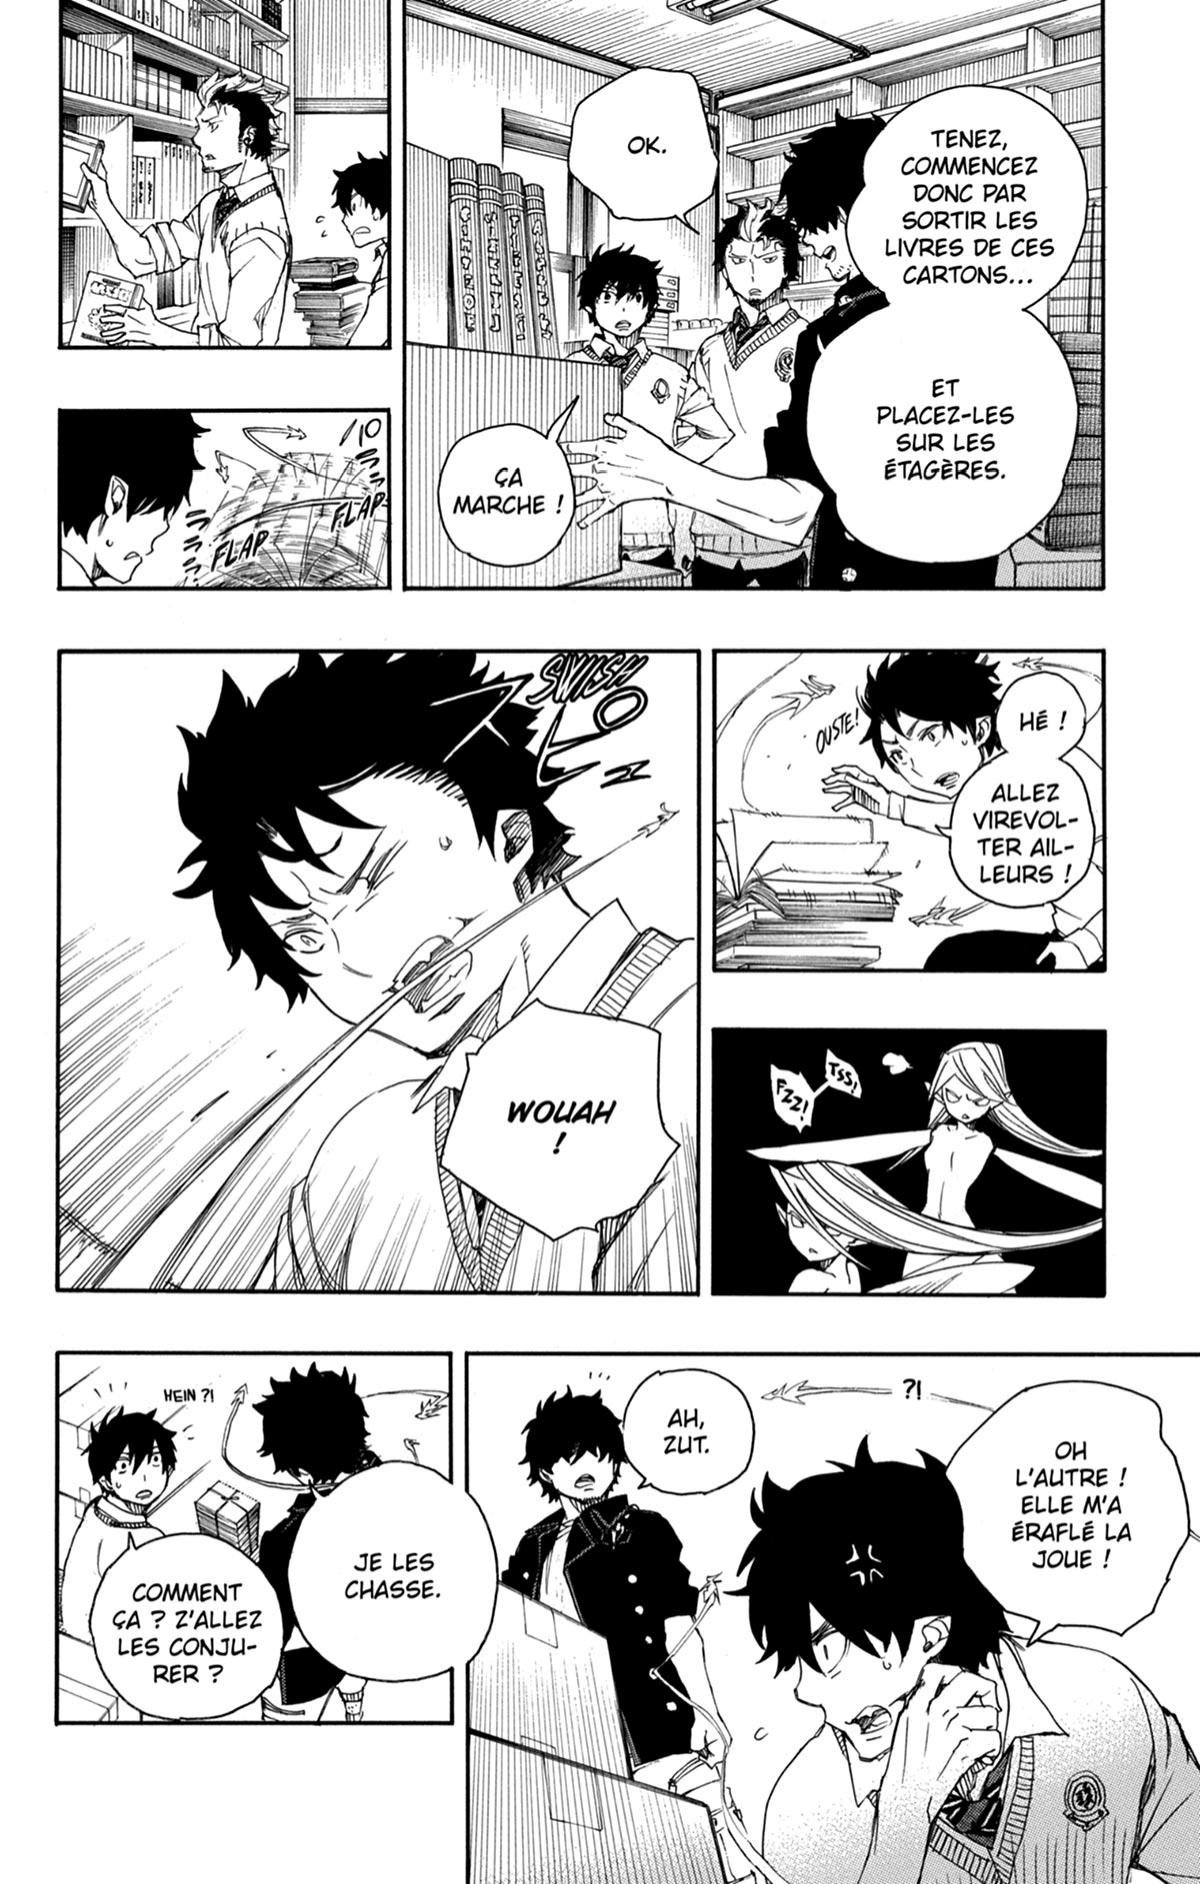 TENEZ,
COMMENCEZ
DONC PAR
SORTIR LES
LIVRES DE CES
CARTONS...
OK.
ET
PLACEZ-LES
SUR LES
ÉTAGÈRES.
ÇA
MARCHE !
FLAP
FLAP
HÉ !
OUSTE!
ALLEZ
VIREVOL-
TER AIL-
LEURS !
TSS!
FZZ!
SWIISH
WOUAH
!
?!
OH
L'AUTRE !
ELLE M'A
ÉRAFLÉ LA
JOUE !
AH,
ZUT.
JE LES
CHASSE.
HEIN ?!
COMMENT
ÇA ? Z'ALLEZ
LES CONJU-
RER ?